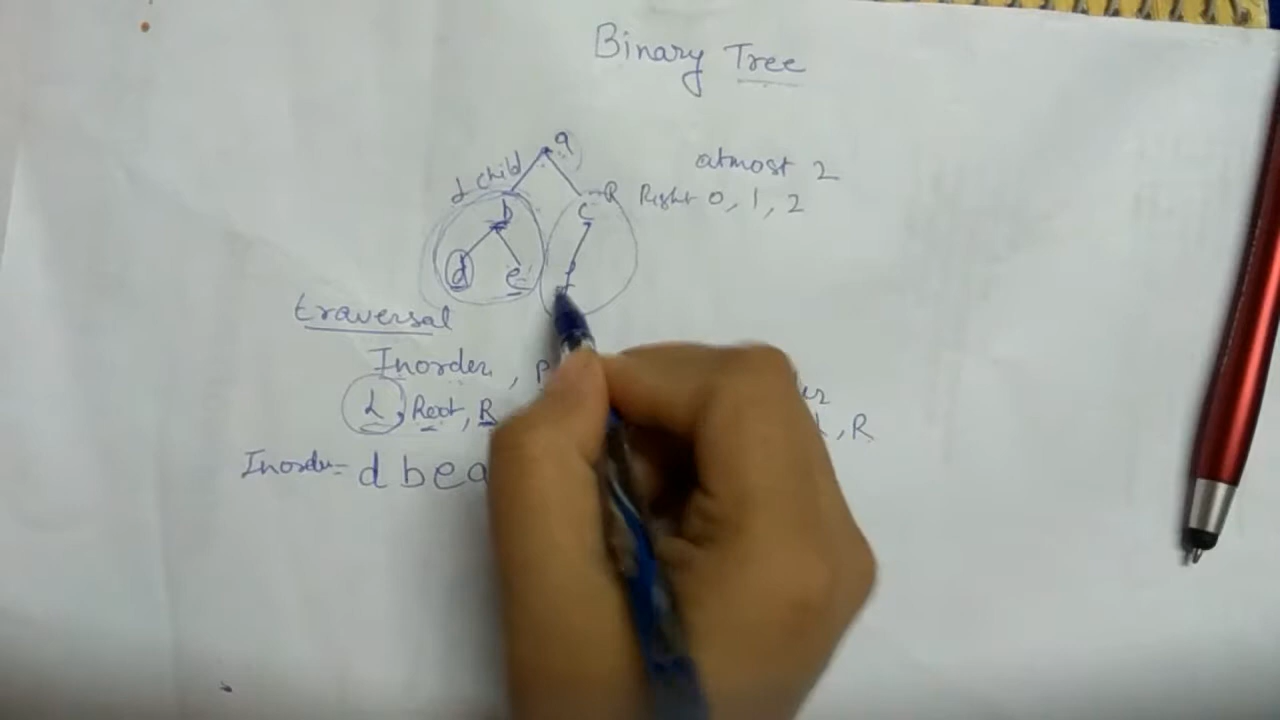 Binary Tree
a
L child
atmost 2
b c R Right 0, 1, 2
d e f
traversal
Inorder, P
L, Root, R , R
Inorder = d b e a